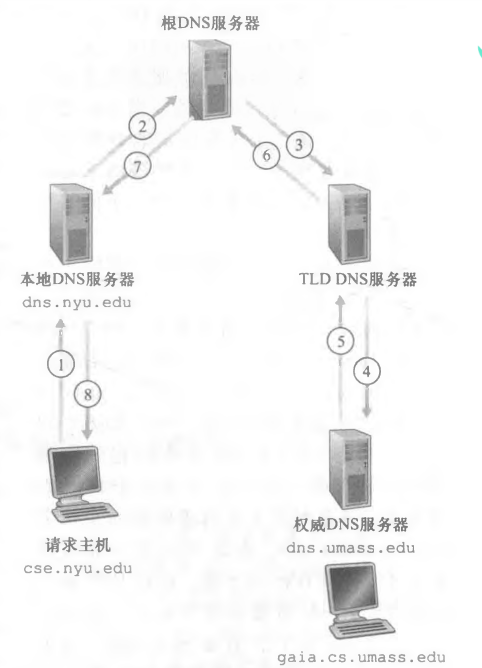 根DNS服务器
2
3
7
6
本地DNS服务器
dns.nyu.edu
TLD DNS服务器
1
5
8
4
请求主机
cse.nyu.edu
权威DNS服务器
dns.umass.edu
gaia.cs.umass.edu